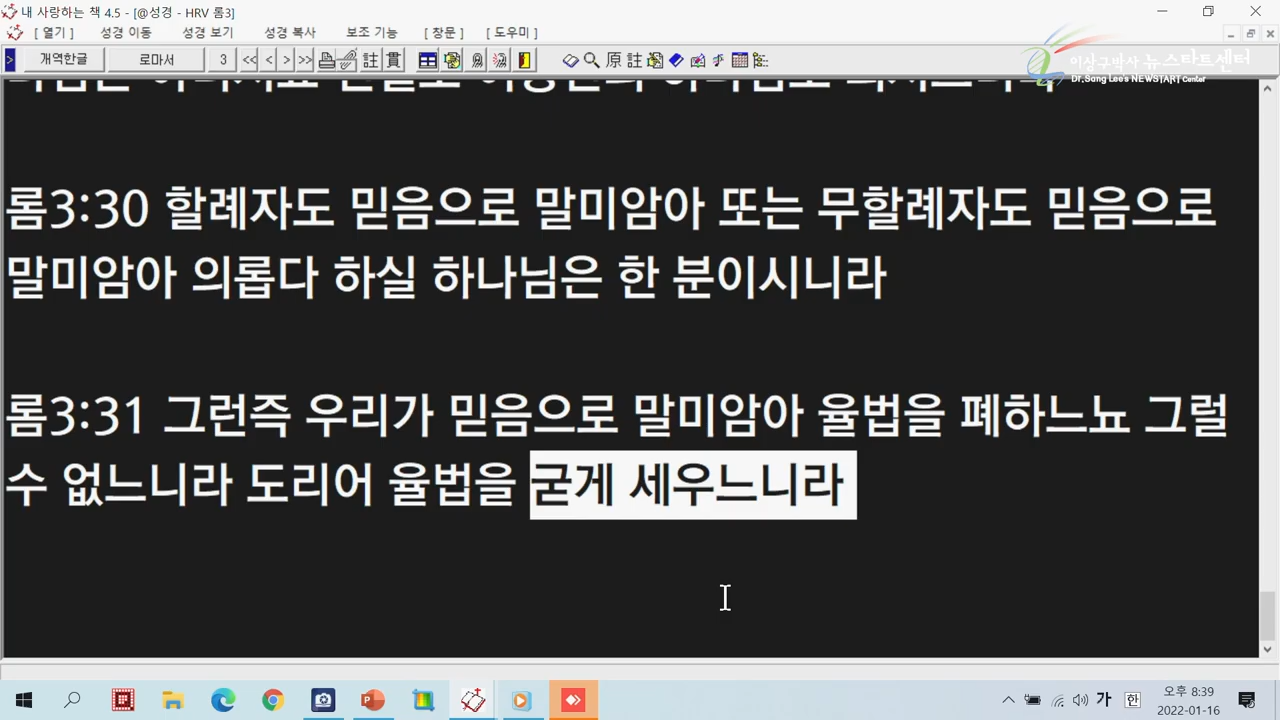 내 사랑하는 책 4.5 - [@성경 - HRV 롬3]
[ 열기 ] 성경 이동 성경 보기 성경 복사 보조 기능 [ 창문 ] [ 도우미 ]
개역한글 로마서 3 << < > >> 註 貫 原 註
이상구박사 뉴스타트센터
Dr.Sang Lee's NEWSTART Center
롬3:30 할례자도 믿음으로 말미암아 또는 무할례자도 믿음으로
말미암아 의롭다 하실 하나님은 한 분이시니라
롬3:31 그런즉 우리가 믿음으로 말미암아 율법을 폐하느뇨 그럴
수 없느니라 도리어 율법을 굳게 세우느니라
가 한 오후 8:39
2022-01-16